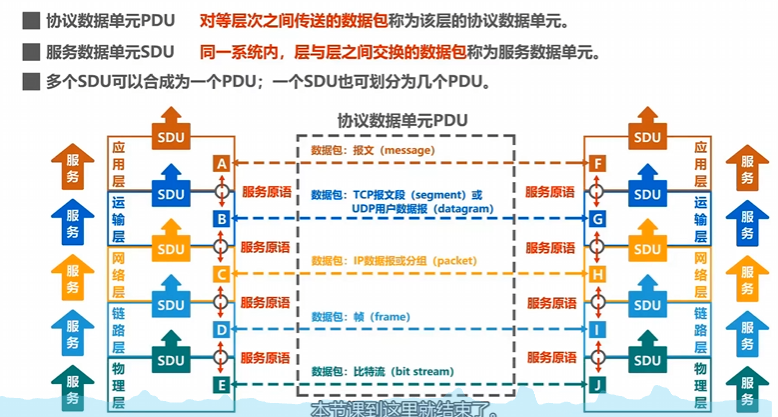 协议数据单元PDU 对等层次之间传送的数据包称为该层的协议数据单元。
服务数据单元SDU 同一系统内，层与层之间交换的数据包称为服务数据单元。
多个SDU可以合成为一个PDU；一个SDU也可划分为几个PDU。
协议数据单元PDU
服务
应用层
SDU
A
数据包：报文（message）
F
SDU
应用层
服务
服务原语
服务原语
服务
运输层
SDU
B
数据包：TCP报文段（segment）或
UDP用户数据报（datagram）
G
SDU
运输层
服务
服务原语
服务原语
服务
网络层
SDU
C
数据包：IP数据报或分组（packet）
H
SDU
网络层
服务
服务原语
服务原语
服务
链路层
SDU
D
数据包：帧（frame）
I
SDU
链路层
服务
服务原语
服务原语
服务
物理层
SDU
E
数据包：比特流（bit stream）
J
SDU
物理层
服务
本节课到这里就结束了。